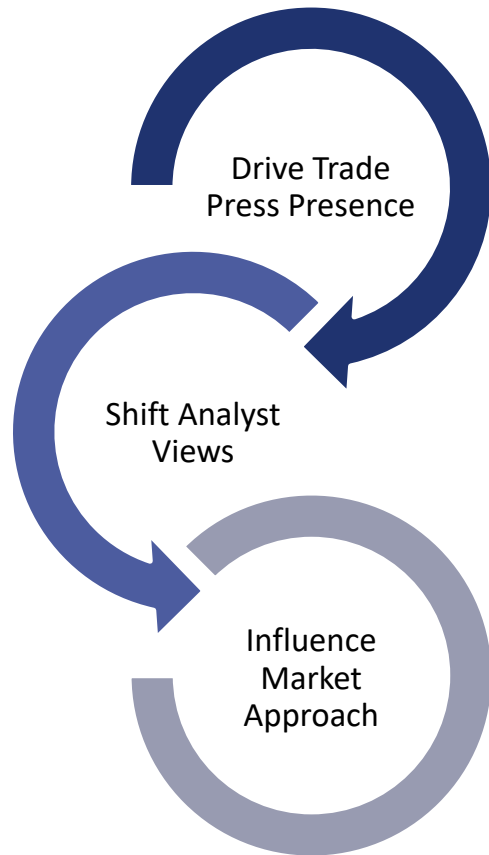 Drive Trade
Press Presence
Shift Analyst
Views
Influence
Market
Approach